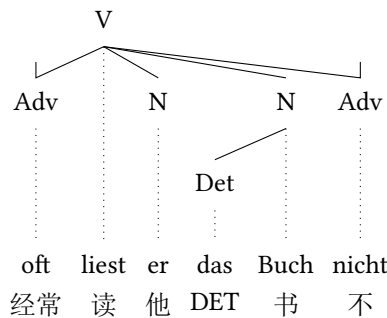 V
Adv N N Adv
Det
oft liest er das Buch nicht
经常 读 他 DET 书 不